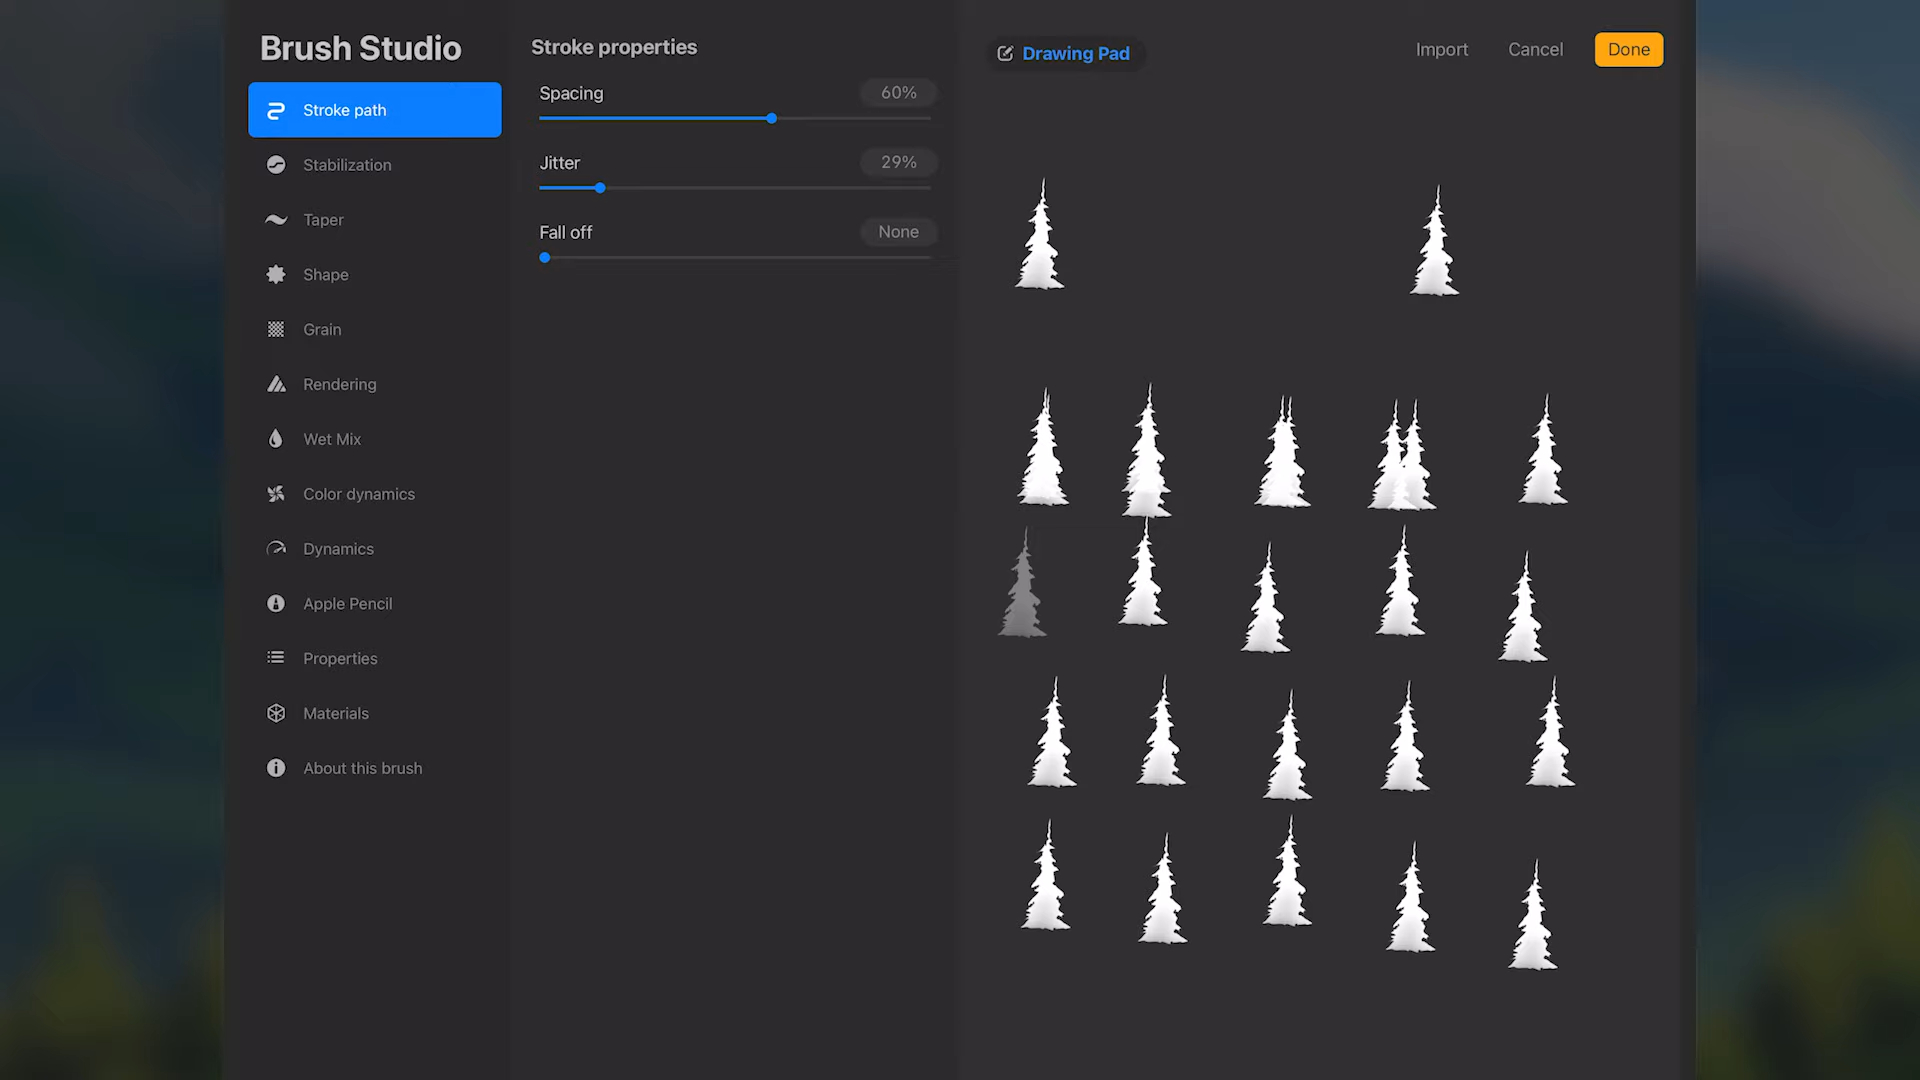 Brush Studio
Stroke path
Stabilization
Taper
Shape
Grain
Rendering
Wet Mix
Color dynamics
Dynamics
Apple Pencil
Properties
Materials
About this brush
Stroke properties
Spacing 60%
Jitter 29%
Fall off None
Drawing Pad
Import Cancel Done